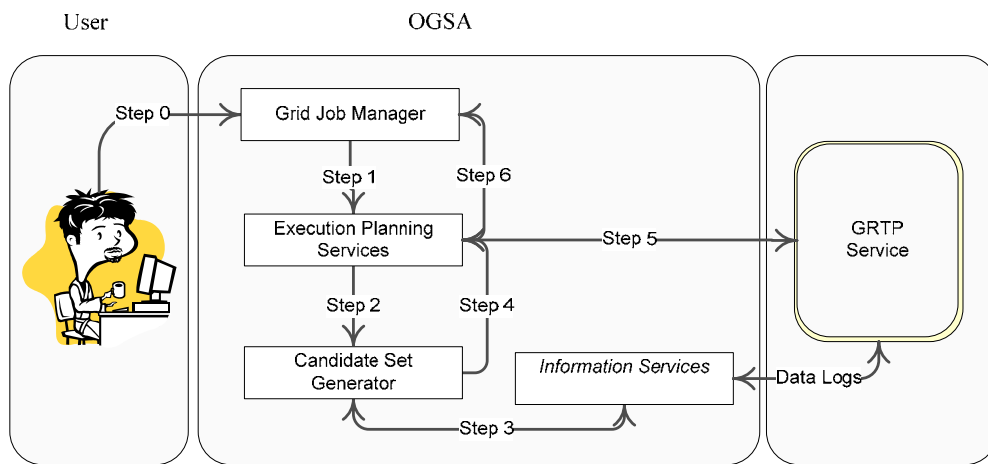 User
OGSA
Step 0
Grid Job Manager
Step 1
Step 6
Execution Planning
Services
Step 5
GRTP
Service
Step 2
Step 4
Candidate Set
Generator
Information Services
Data Logs
Step 3